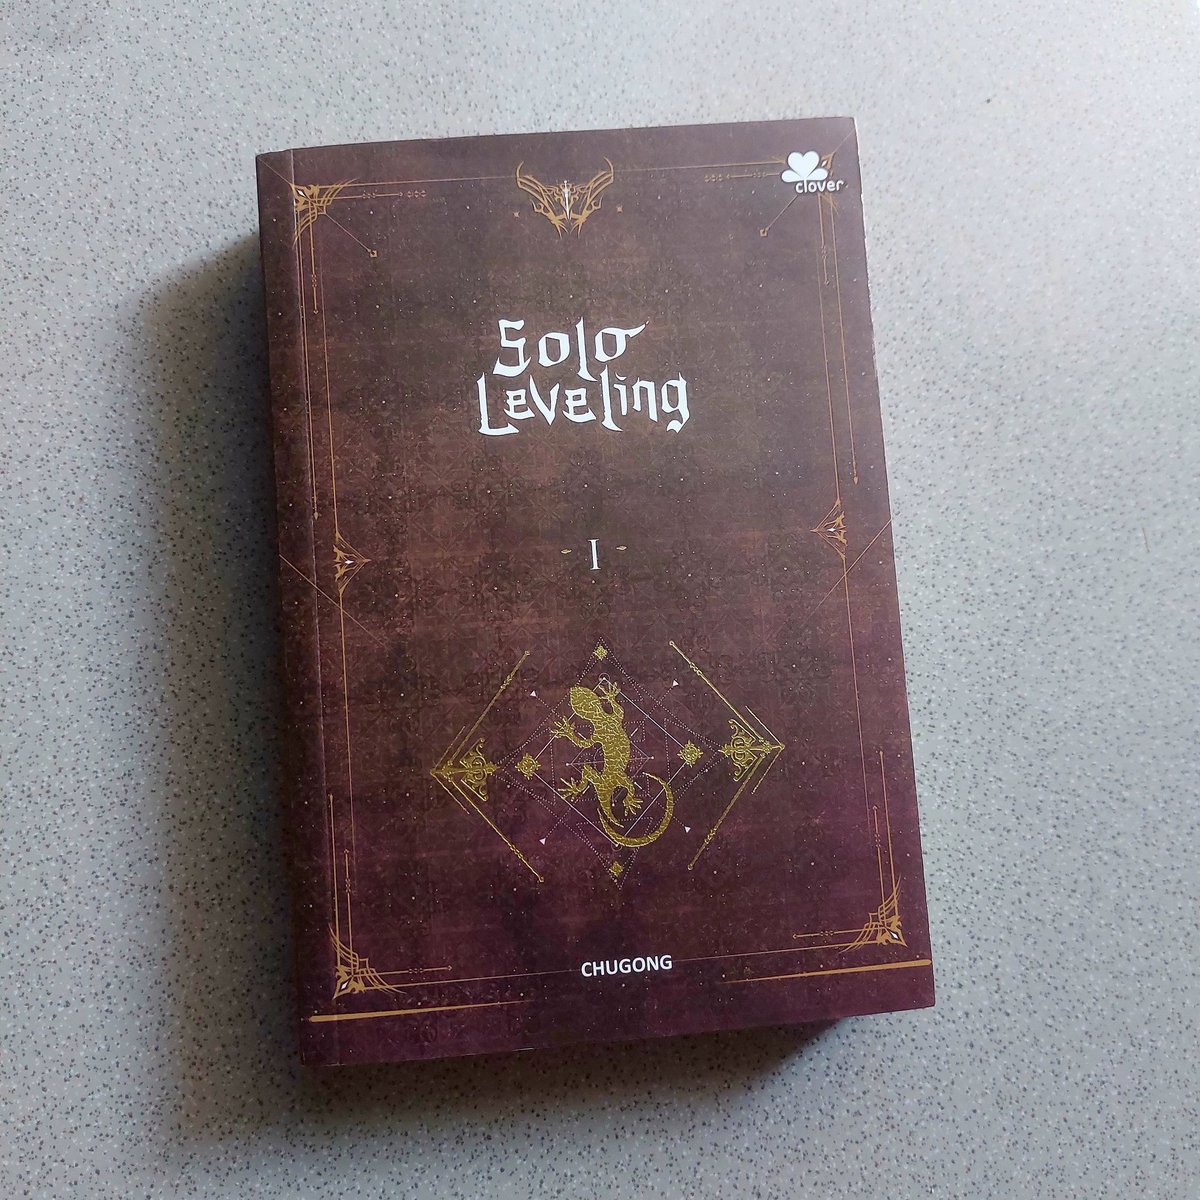 clover
Solo
Leveling
- I -
CHUGONG